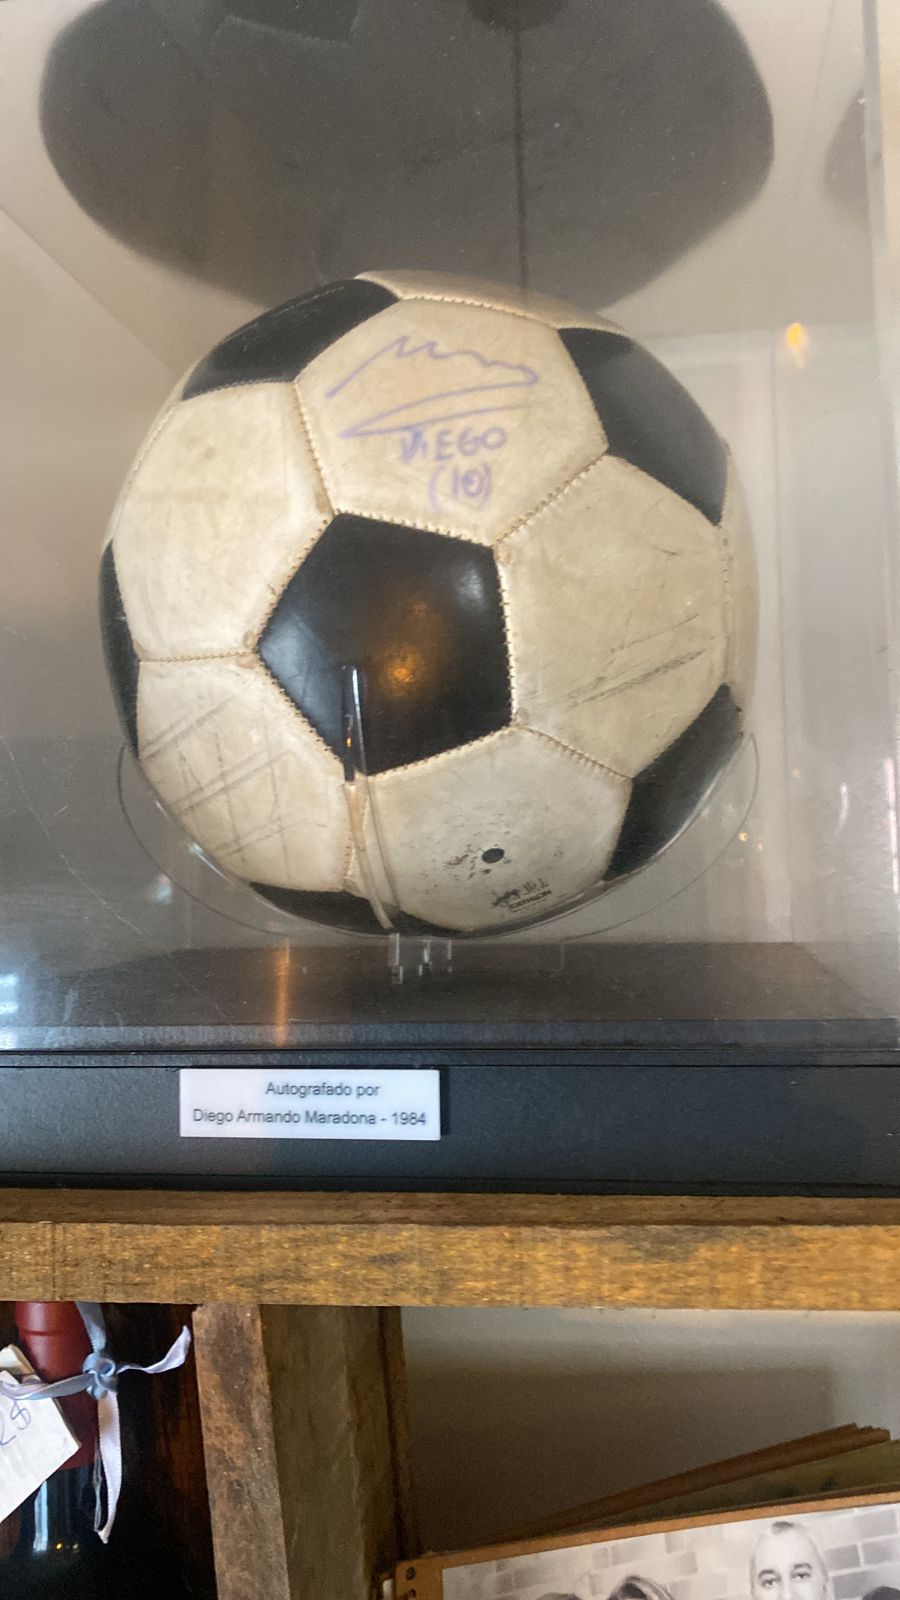 DIEGO
(10)
Autografado por
Diego Armando Maradona - 1984